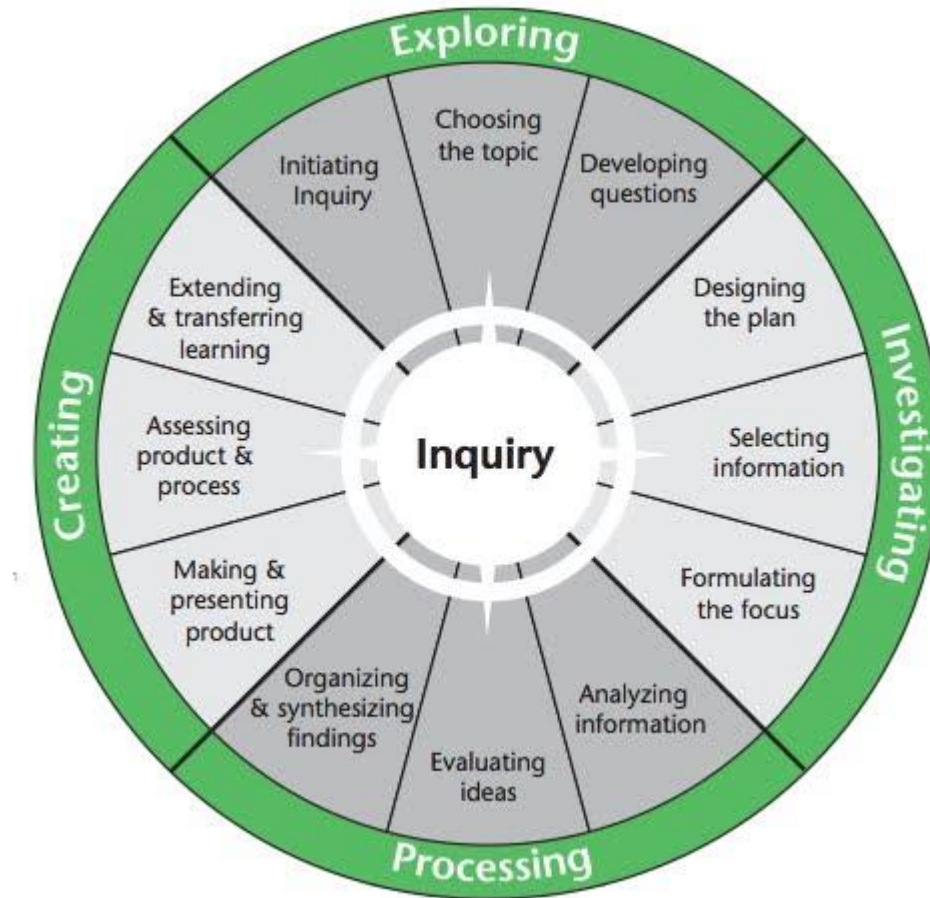 Exploring
Initiating
Inquiry
Choosing
the topic
Developing
questions
Investigating
Designing
the plan
Selecting
information
Formulating
the focus
Processing
Analyzing
information
Evaluating
ideas
Organizing
& synthesizing
findings
Creating
Making &
presenting
product
Assessing
product &
process
Extending
& transferring
learning
Inquiry